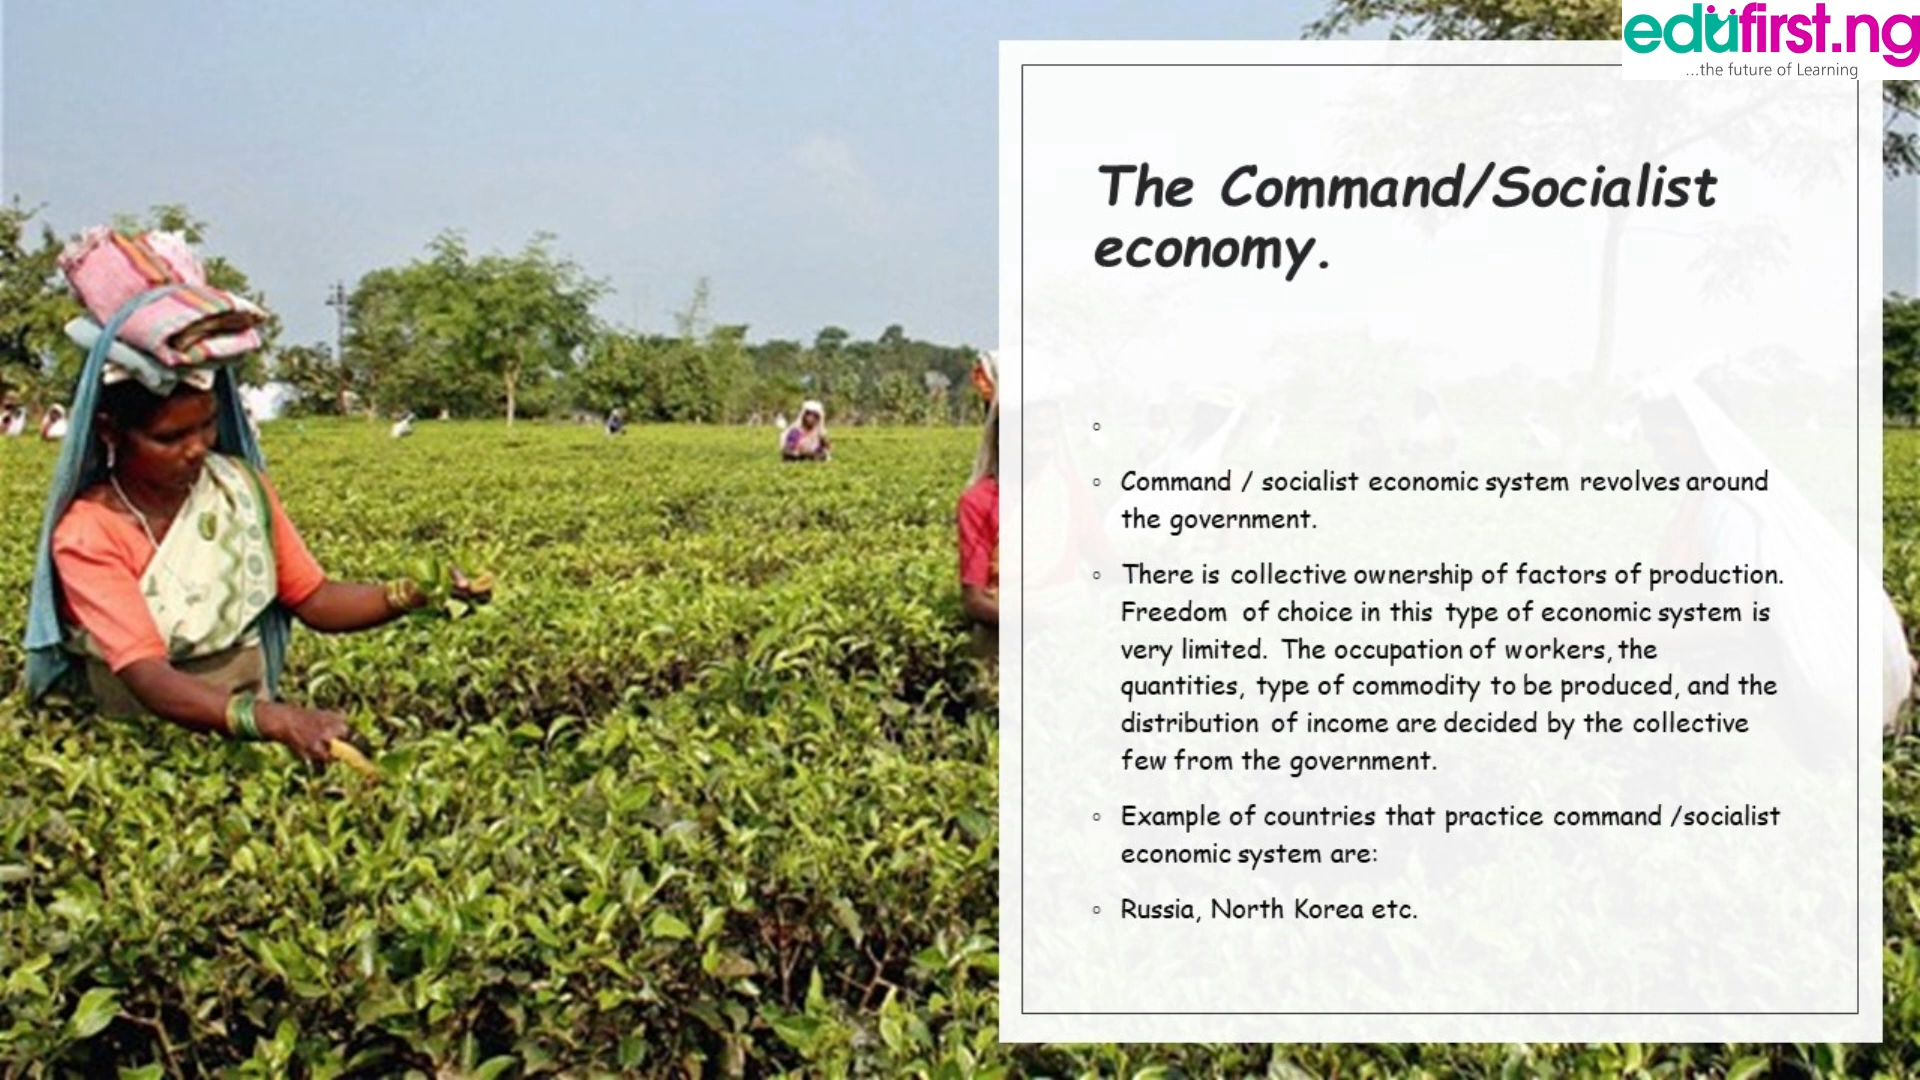 edufirst.ng
...the future of Learning
The Command/Socialist
economy.
Command / socialist economic system revolves around
the government.
There is collective ownership of factors of production.
Freedom of choice in this type of economic system is
very limited. The occupation of workers, the
quantities, type of commodity to be produced, and the
distribution of income are decided by the collective
few from the government.
Example of countries that practice command /socialist
economic system are:
Russia, North Korea etc.